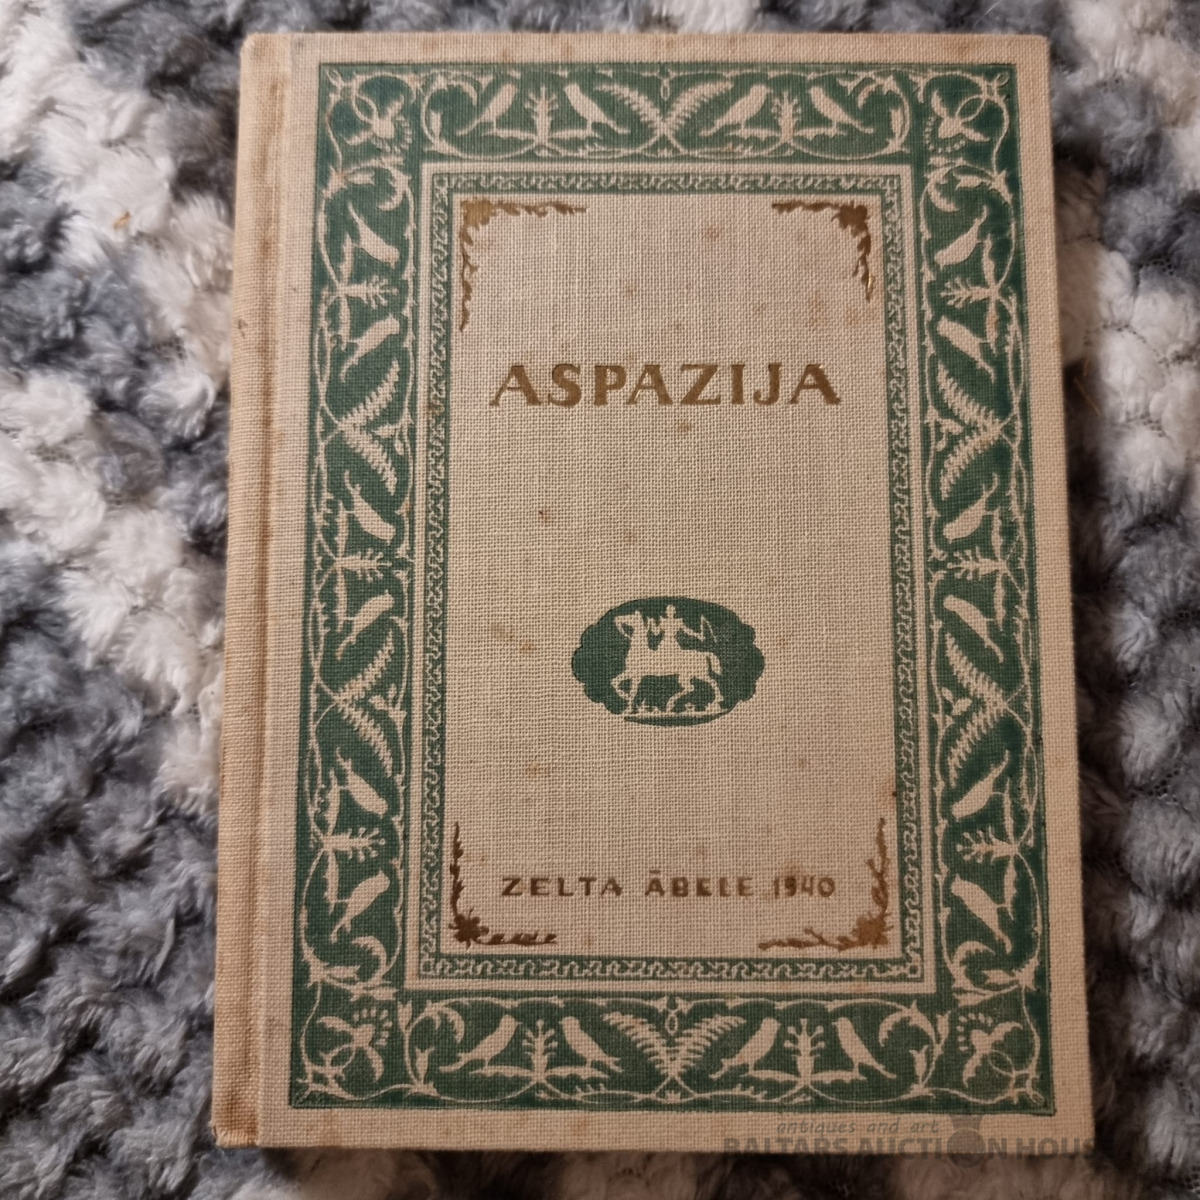 ASPAZIJA
ZELTA ĀBELE 1940
antiques and art
BALTARS AUCTION HOUSE